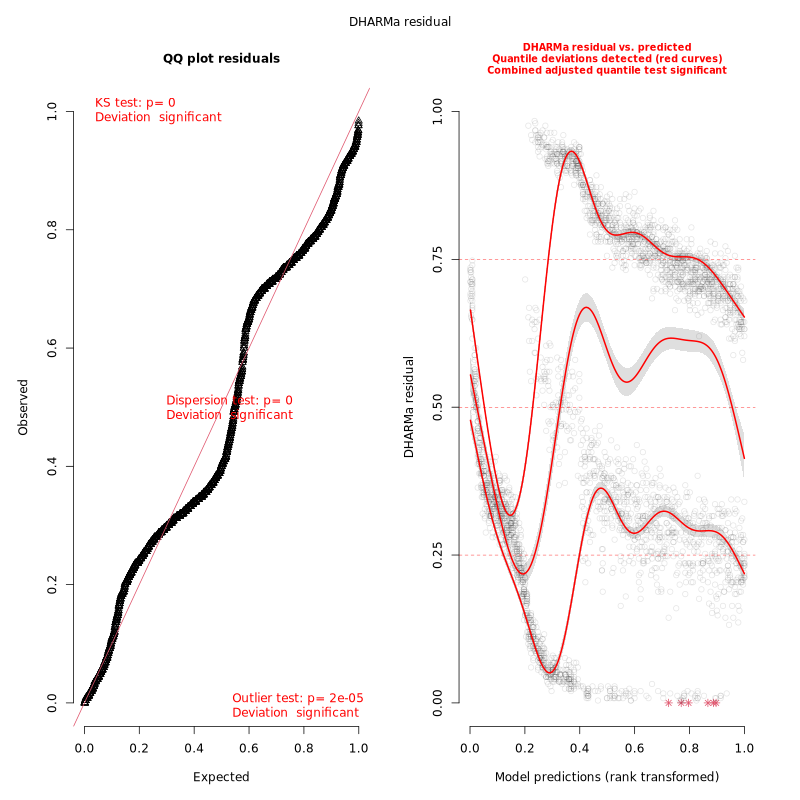 DHARMa residual
QQ plot residuals
KS test: p= 0
Deviation  significant
Dispersion test: p= 0
Deviation  significant
Outlier test: p= 2e-05
Deviation  significant
Observed
0.0
0.2
0.4
0.6
0.8
1.0
0.0
0.2
0.4
0.6
0.8
1.0
Expected
DHARMa residual vs. predicted
Quantile deviations detected (red curves)
Combined adjusted quantile test significant
DHARMa residual
0.00
0.25
0.50
0.75
1.00
0.0
0.2
0.4
0.6
0.8
1.0
Model predictions (rank transformed)